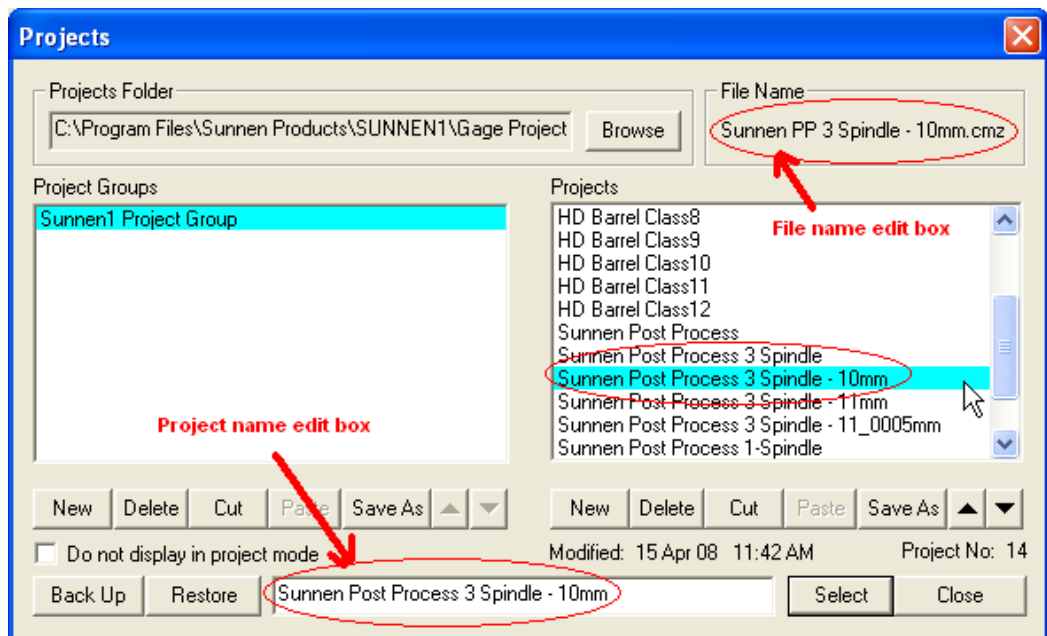 Projects
Projects Folder
C:\Program Files\Sunnen Products\SUNNEN1\Gage Project
Browse
File Name
Sunnen PP 3 Spindle - 10mm.cmz
Project Groups
Sunnen1 Project Group
Projects
HD Barrel Class8
HD Barrel Class9
HD Barrel Class10
HD Barrel Class11
HD Barrel Class12
Sunnen Post Process
Sunnen Post Process 3 Spindle
Sunnen Post Process 3 Spindle - 10mm
Sunnen Post Process 3 Spindle - 11mm
Sunnen Post Process 3 Spindle - 11_0005mm
Sunnen Post Process 1-Spindle
File name edit box
Project name edit box
New Delete Cut Paste Save As
New Delete Cut Paste Save As
Do not display in project mode
Modified: 15 Apr 08 11:42 AM
Project No: 14
Back Up
Restore
Sunnen Post Process 3 Spindle - 10mm
Select
Close